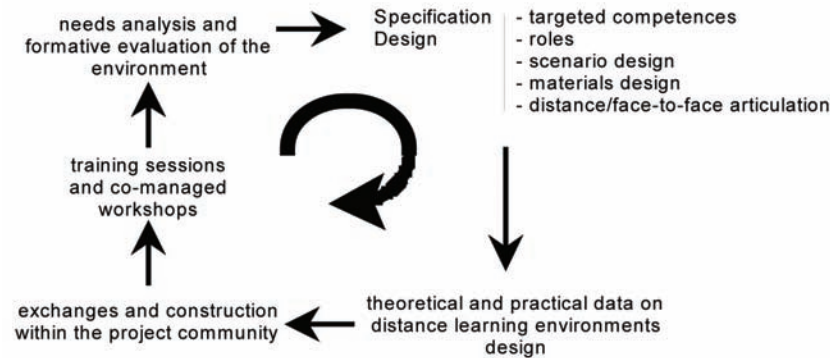 needs analysis and
formative evaluation of the
environment
Specification
Design
- targeted competences
- roles
- scenario design
- materials design
- distance/face-to-face articulation
training sessions
and co-managed
workshops
exchanges and construction
within the project community
theoretical and practical data on
distance learning environments
design